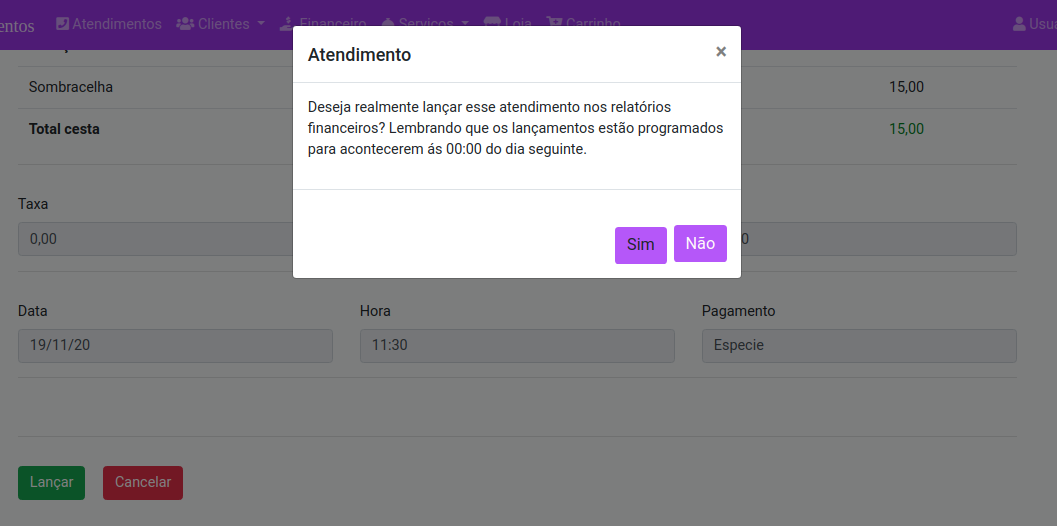 entos Atendimentos Clientes Financeiro Serviços Loja Carrinho Usua
Atendimento ×
Sombracelha 15,00
Deseja realmente lançar esse atendimento nos relatórios
financeiros? Lembrando que os lançamentos estão programados
para acontecerem ás 00:00 do dia seguinte.
Total cesta 15,00
Sim Não
Taxa
0,00 0
Data Hora Pagamento
19/11/20 11:30 Especie
Lançar Cancelar